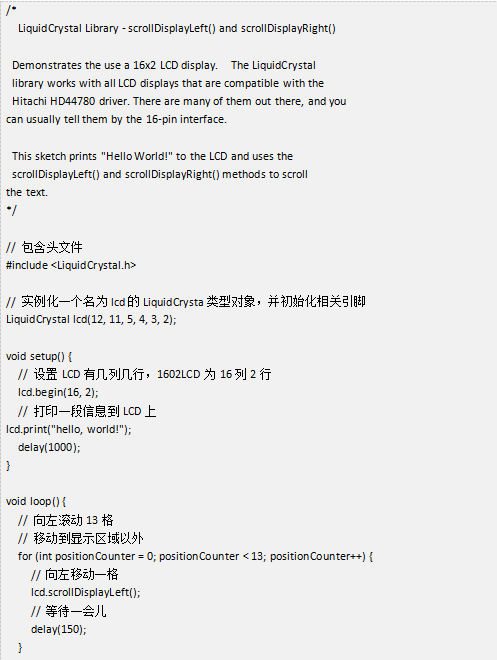 /*
LiquidCrystal Library - scrollDisplayLeft() and scrollDisplayRight()
Demonstrates the use a 16x2 LCD display. The LiquidCrystal
library works with all LCD displays that are compatible with the
Hitachi HD44780 driver. There are many of them out there, and you
can usually tell them by the 16-pin interface.
This sketch prints "Hello World!" to the LCD and uses the
scrollDisplayLeft() and scrollDisplayRight() methods to scroll
the text.
*/
// 包含头文件
#include <LiquidCrystal.h>
// 实例化一个名为 lcd 的 LiquidCrysta 类型对象，并初始化相关引脚
LiquidCrystal lcd(12, 11, 5, 4, 3, 2);
void setup() {
// 设置 LCD 有几列几行，1602LCD 为 16 列 2 行
lcd.begin(16, 2);
// 打印一段信息到 LCD 上
lcd.print("hello, world!");
delay(1000);
}
void loop() {
// 向左滚动 13 格
// 移动到显示区域以外
for (int positionCounter = 0; positionCounter < 13; positionCounter++) {
// 向左移动一格
lcd.scrollDisplayLeft();
// 等待一会儿
delay(150);
}